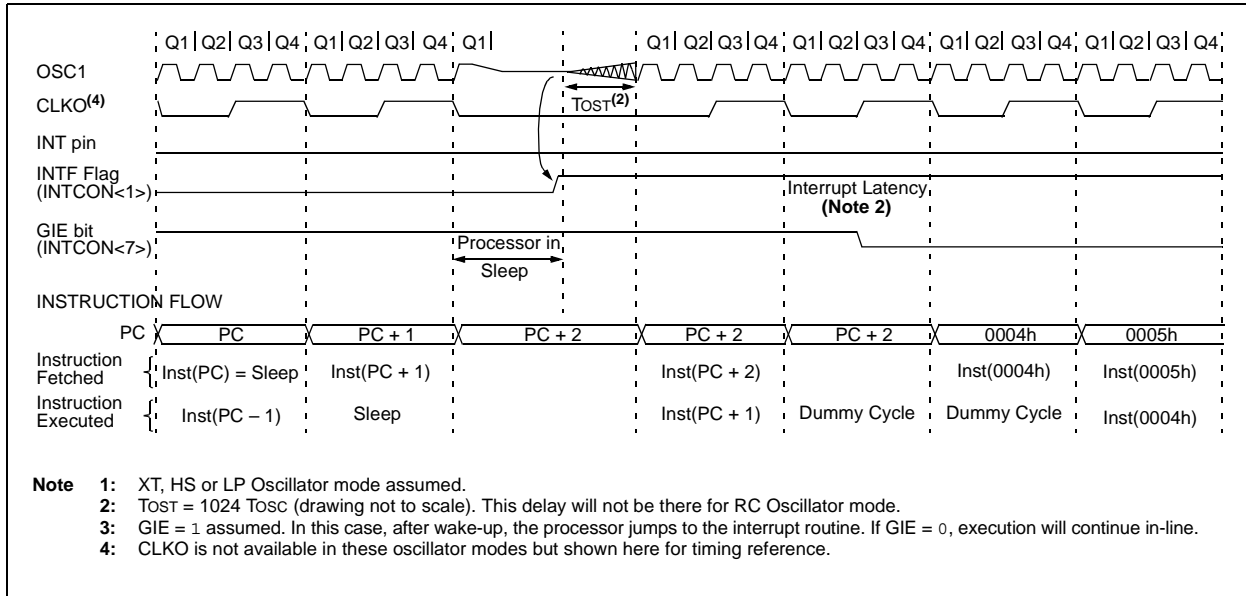 Q1 Q2 Q3 Q4 Q1 Q2 Q3 Q4 Q1 Q1 Q2 Q3 Q4 Q1 Q2 Q3 Q4 Q1 Q2 Q3 Q4 Q1 Q2 Q3 Q4
OSC1
CLKO(4)
TOST(2)
INT pin
INTF Flag
(INTCON<1>)
Interrupt Latency
(Note 2)
GIE bit
(INTCON<7>)
Processor in
Sleep
INSTRUCTION FLOW
PC PC PC + 1 PC + 2 PC + 2 PC + 2 0004h 0005h
Instruction
Fetched
Inst(PC) = Sleep Inst(PC + 1) Inst(PC + 2) Inst(0004h) Inst(0005h)
Instruction
Executed
Inst(PC – 1) Sleep Inst(PC + 1) Dummy Cycle Dummy Cycle Inst(0004h)
Note 1: XT, HS or LP Oscillator mode assumed.
2: TOST = 1024 TOSC (drawing not to scale). This delay will not be there for RC Oscillator mode.
3: GIE = 1 assumed. In this case, after wake-up, the processor jumps to the interrupt routine. If GIE = 0, execution will continue in-line.
4: CLKO is not available in these oscillator modes but shown here for timing reference.